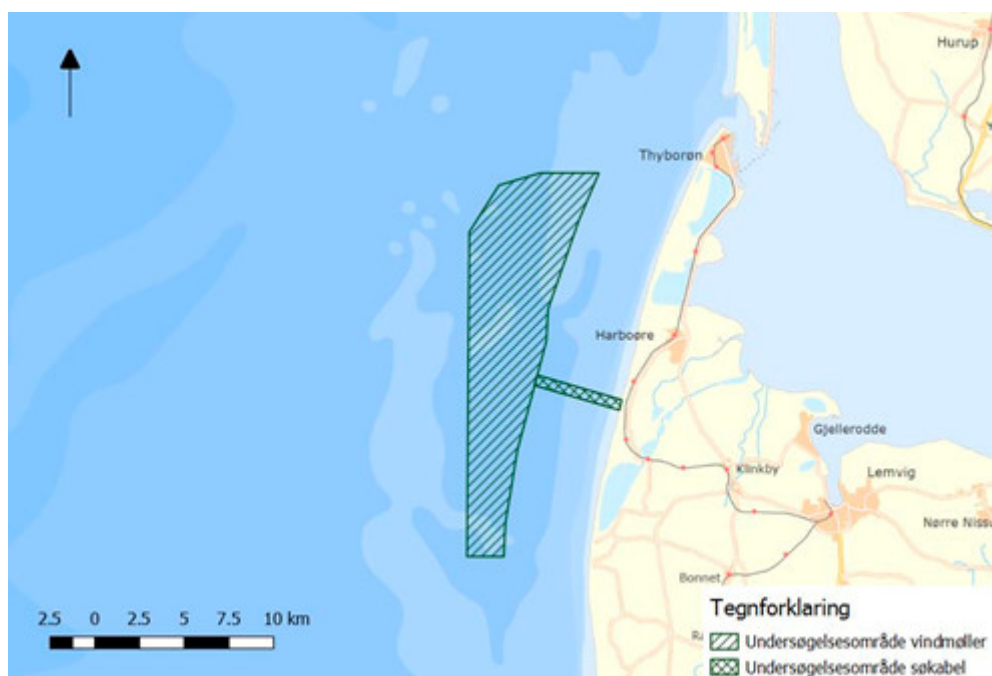 Hurup
Thyborøn
Harboøre
Gjellerodde
Klinkby
Lemvig
Nørre Nissu
Bonnet
2.5 0 2.5 5 7.5 10 km
Tegnforklaring
Undersøgelsesområde vindmøller
Undersøgelsesområde søkabel